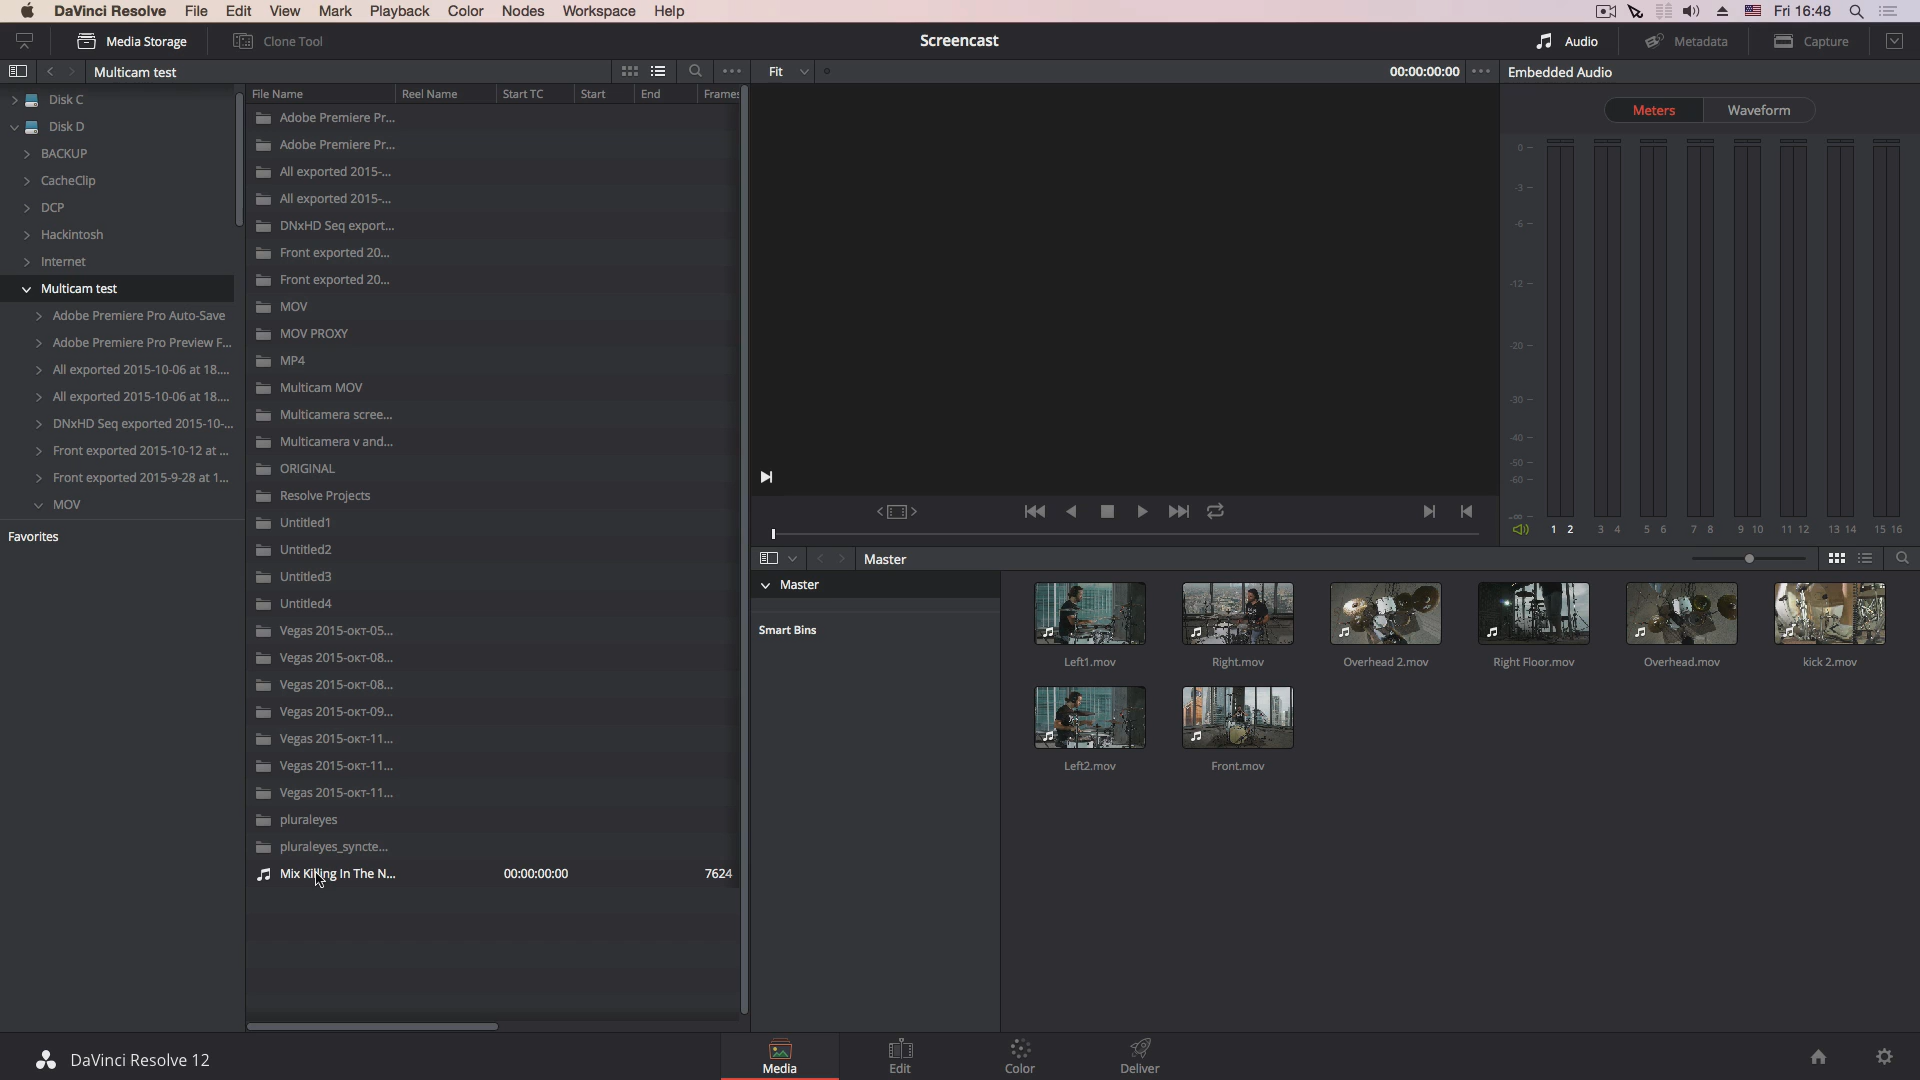 DaVinci Resolve File Edit View Mark Playback Color Nodes Workspace Help Fri 16:48
Media Storage Clone Tool Screencast Audio Metadata Capture
Multicam test Fit 00:00:00:00 Embedded Audio
Disk C
Disk D
BACKUP
CacheClip
DCP
Hackintosh
Internet
Multicam test
Adobe Premiere Pro Auto-Save
Adobe Premiere Pro Preview F...
All exported 2015-10-06 at 18....
All exported 2015-10-06 at 18....
DNxHD Seq exported 2015-10-...
Front exported 2015-10-12 at ...
Front exported 2015-9-28 at 1...
MOV
Favorites
File Name Reel Name Start TC Start End
Adobe Premiere Pr...
Adobe Premiere Pr...
All exported 2015-...
All exported 2015-...
DNxHD Seq export...
Front exported 20...
Front exported 20...
MOV
MOV PROXY
MP4
Multicam MOV
Multicamera scree...
Multicamera v and...
ORIGINAL
Resolve Projects
Untitled1
Untitled2
Untitled3
Untitled4
Vegas 2015-окт-05...
Vegas 2015-окт-08...
Vegas 2015-окт-08...
Vegas 2015-окт-09...
Vegas 2015-окт-11...
Vegas 2015-окт-11...
Vegas 2015-окт-11...
pluraleyes
pluraleyes_syncte...
Mix Killing In The N... 00:00:00:00 7624
Meters Waveform
0
-3
-6
-12
-20
-30
-40
-50
-60
1 2 3 4 5 6 7 8 9 10 11 12 13 14 15 16
Master
Master
Smart Bins
Left1.mov Right.mov Overhead 2.mov Right Floor.mov Overhead.mov kick 2.mov
Left2.mov Front.mov
DaVinci Resolve 12 Media Edit Color Deliver